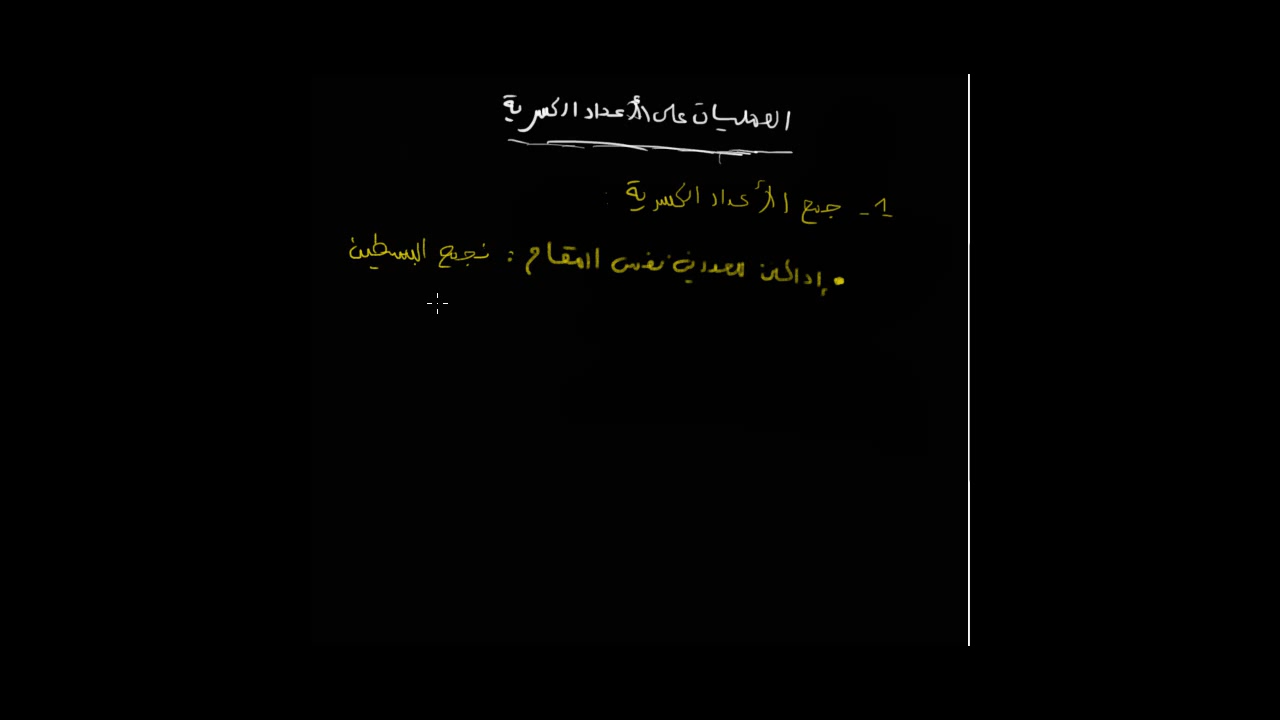 العمليات على الأعداد الكسرية
1- جمع الأعداد الكسرية :
• إذا كان للعددين نفس المقام : نجمع البسطين